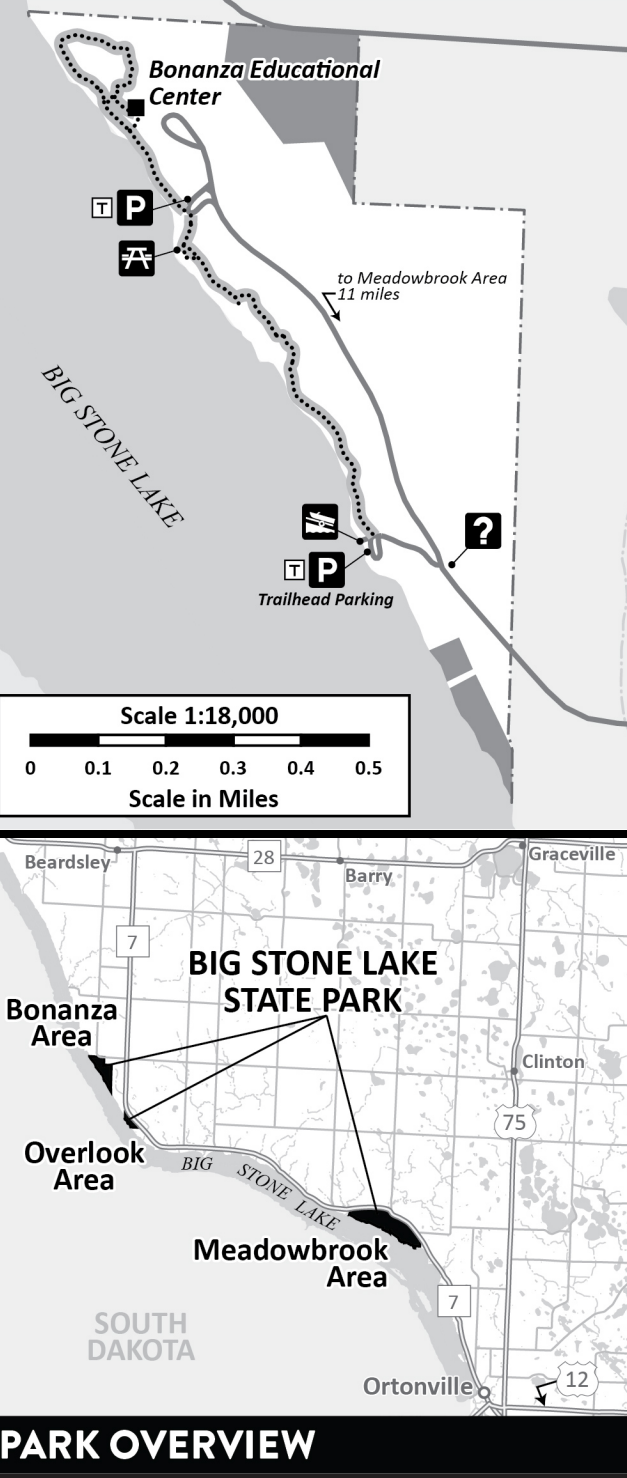 Bonanza Educational
Center
T P
to Meadowbrook Area
11 miles
BIG STONE LAKE
?
T P
Trailhead Parking
Scale 1:18,000
0 0.1 0.2 0.3 0.4 0.5
Scale in Miles
Beardsley
28
Barry
Graceville
7
BIG STONE LAKE
STATE PARK
Bonanza
Area
Clinton
75
Overlook
Area
BIG STONE LAKE
Meadowbrook
Area
7
SOUTH
DAKOTA
Ortonville
12
PARK OVERVIEW